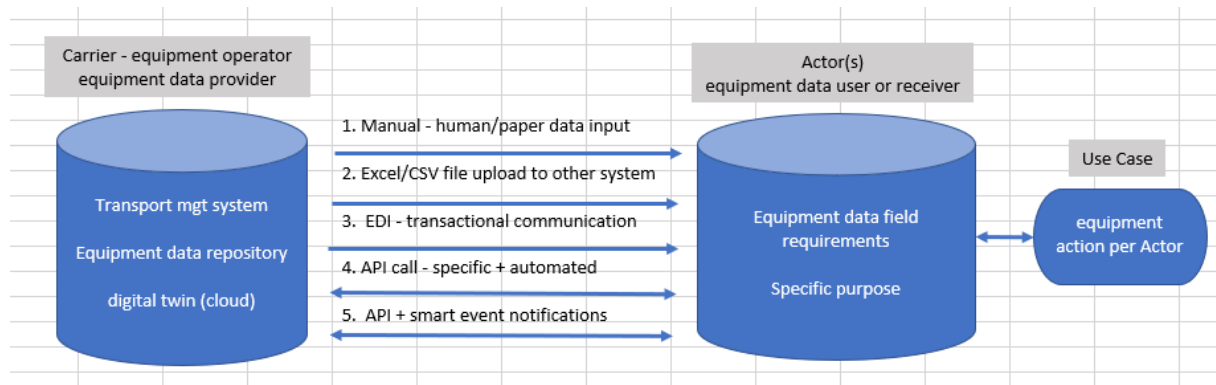 Carrier - equipment operator
equipment data provider
Transport mgt system
Equipment data repository
digital twin (cloud)
1. Manual - human/paper data input
2. Excel/CSV file upload to other system
3. EDI - transactional communication
4. API call - specific + automated
5. API + smart event notifications
Actor(s)
equipment data user or receiver
Equipment data field
requirements
Specific purpose
Use Case
equipment
action per Actor